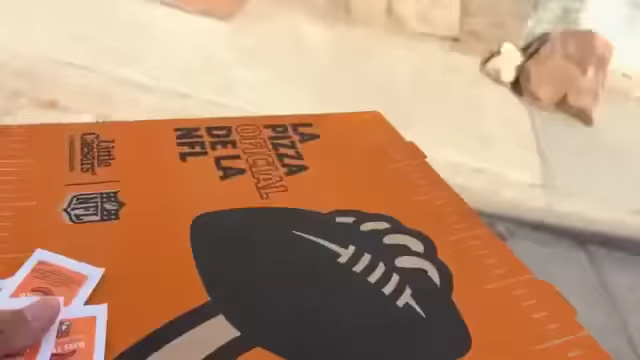 LA
PIZZA
OFICIAL
DE LA
NFL
Little
Caesars
NFL